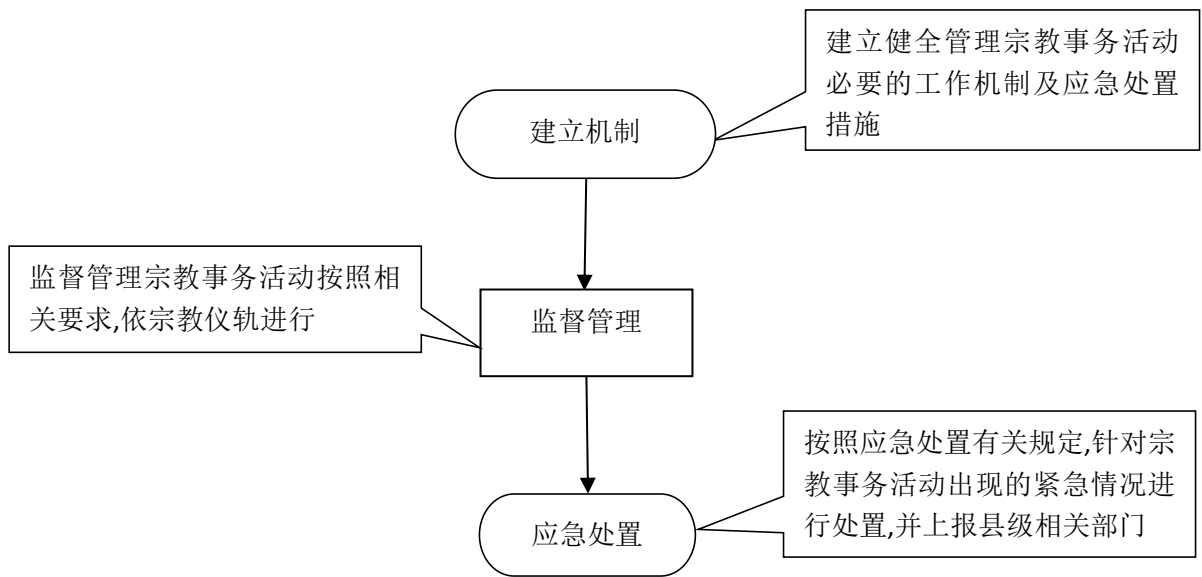 建立健全管理宗教事务活动
必要的工作机制及应急处置
措施
建立机制
监督管理宗教事务活动按照相
关要求,依宗教仪轨进行
监督管理
按照应急处置有关规定,针对宗
教事务活动出现的紧急情况进
行处置,并上报县级相关部门
应急处置